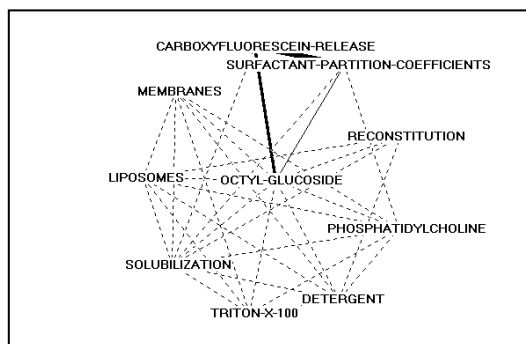 CARBOXYFLUORESCEIN-RELEASE
SURFACTANT-PARTITION-COEFFICIENTS
MEMBRANES
RECONSTITUTION
LIPOSOMES
OCTYL-GLUCOSIDE
PHOSPHATIDYLCHOLINE
SOLUBILIZATION
DETERGENT
TRITON-X-100